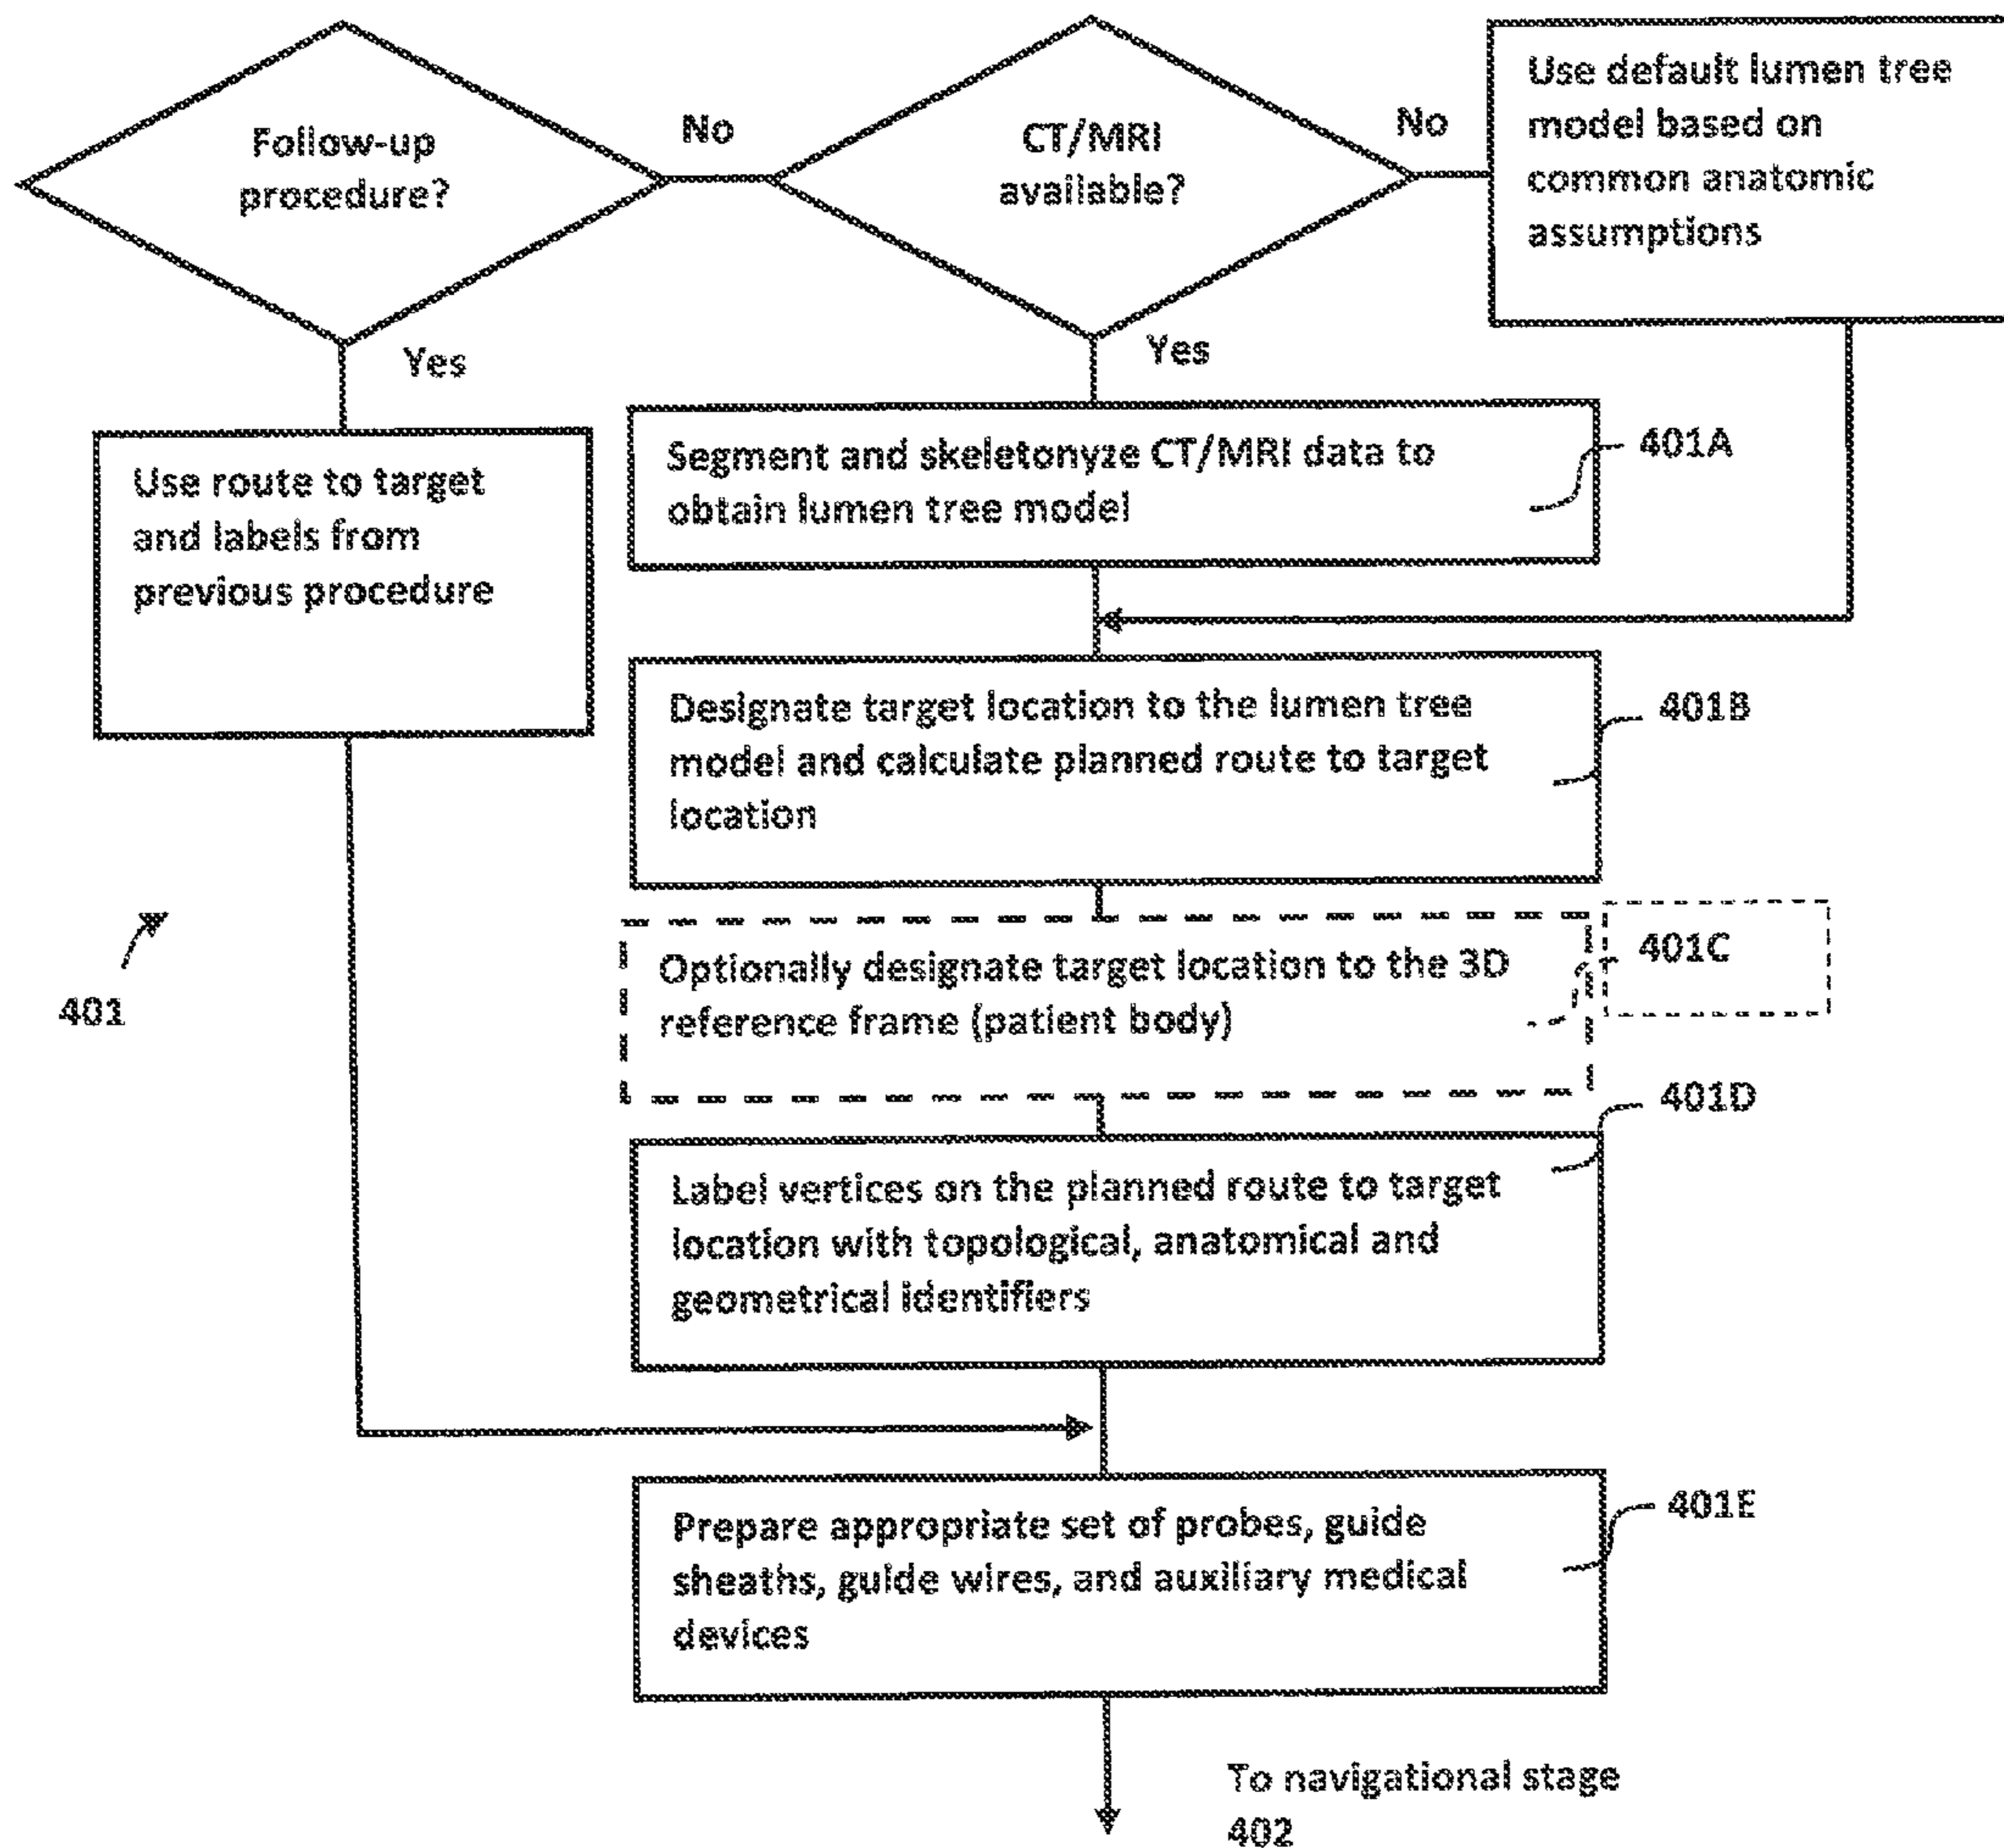 Follow-up
procedure?
No
CT/MRI
available?
No
Use default lumen tree
model based on
common anatomic
assumptions
Yes
Yes
Use route to target
and labels from
previous procedure
Segment and skeletonyze CT/MRI data to
obtain lumen tree model
401A
Designate target location to the lumen tree
model and calculate planned route to target
location
401B
Optionally designate target location to the 3D
reference frame (patient body)
401C
401
Label vertices on the planned route to target
location with topological, anatomical and
geometrical identifiers
401D
Prepare appropriate set of probes, guide
sheaths, guide wires, and auxiliary medical
devices
401E
To navigational stage
402